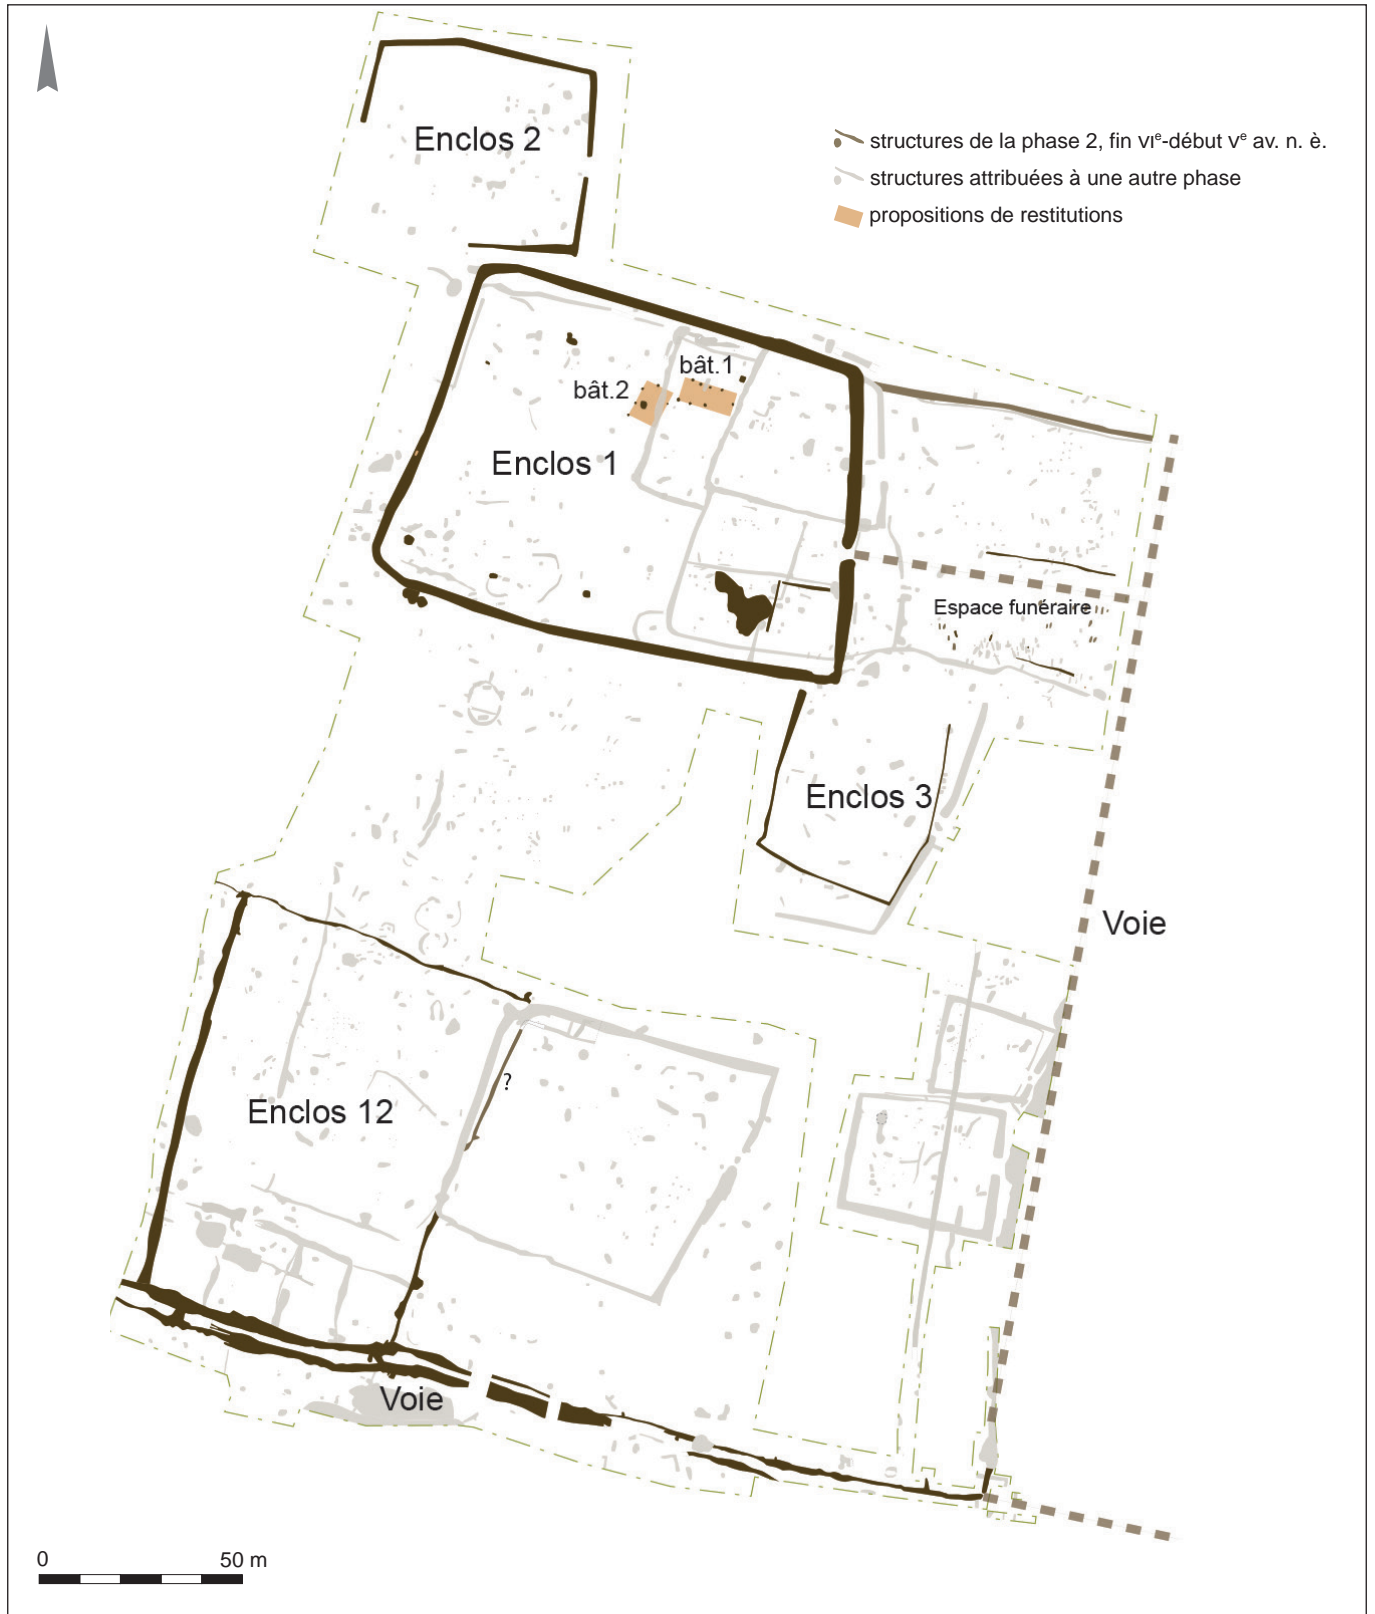 Enclos 2
structures de la phase 2, fin VIᵉ-début Vᵉ av. n. è.
structures attribuées à une autre phase
propositions de restitutions
bât.1
bât.2
Enclos 1
Espace funéraire
Enclos 3
Voie
?
Enclos 12
Voie
0 50 m